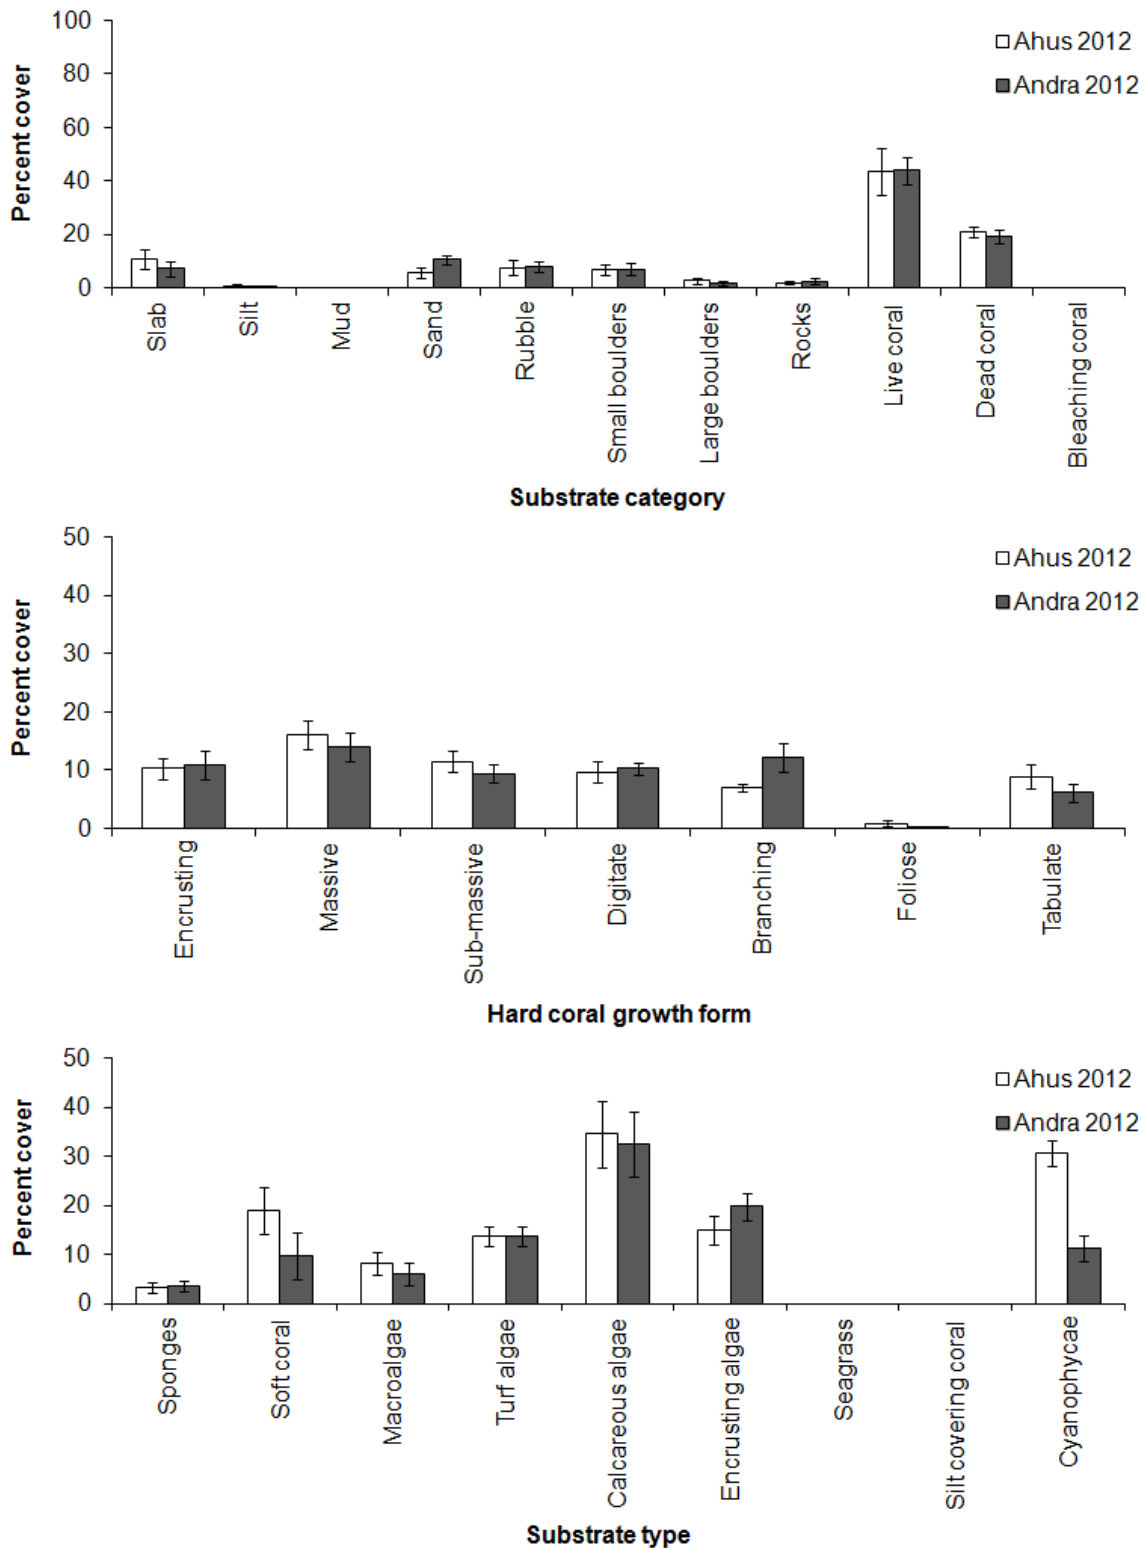 100
80
60
40
20
0
Percent cover
Ahus 2012
Andra 2012
Slab
Silt
Mud
Sand
Rubble
Small boulders
Large boulders
Rocks
Live coral
Dead coral
Bleaching coral
Substrate category
50
40
30
20
10
0
Percent cover
Ahus 2012
Andra 2012
Encrusting
Massive
Sub-massive
Digitate
Branching
Foliose
Tabulate
Hard coral growth form
50
40
30
20
10
0
Percent cover
Ahus 2012
Andra 2012
Sponges
Soft coral
Macroalgae
Turf algae
Calcareous algae
Encrusting algae
Seagrass
Silt covering coral
Cyanophycae
Substrate type